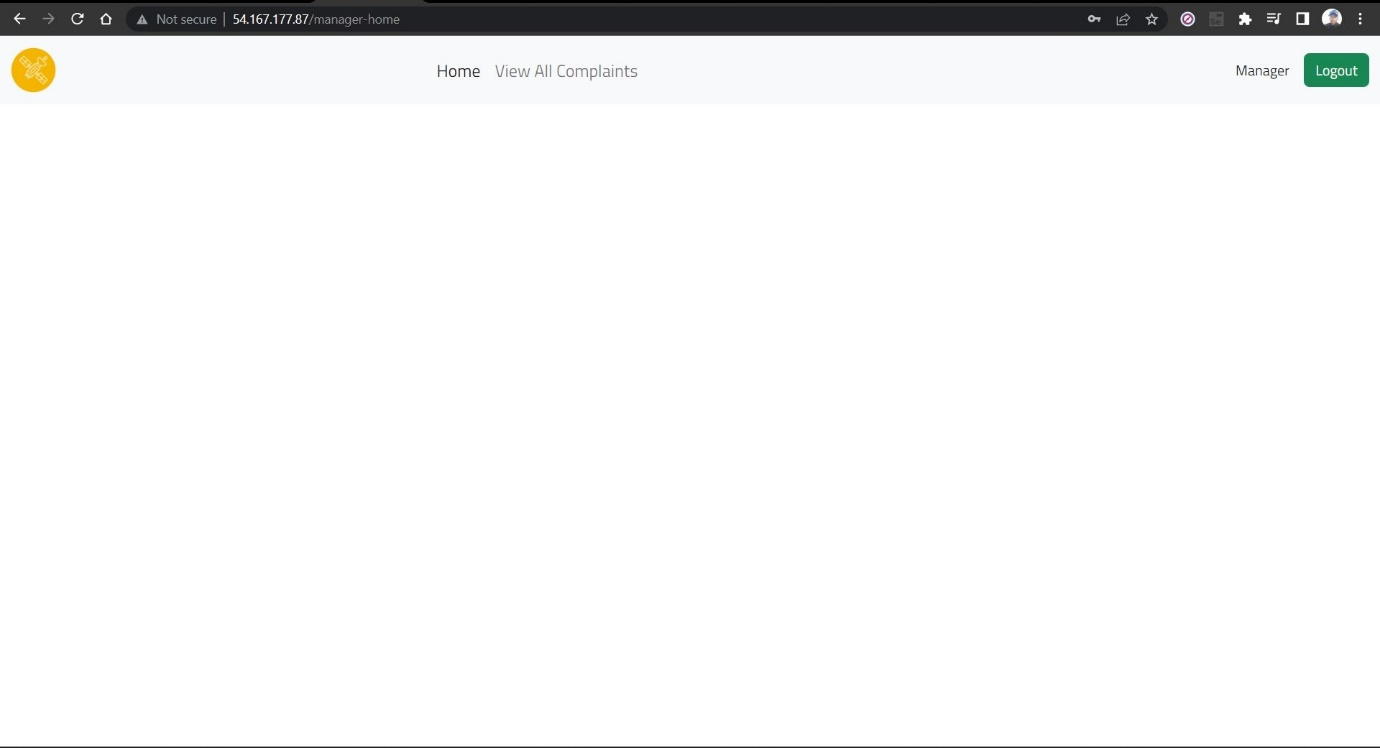 Not secure | 54.167.177.87/manager-home
Home View All Complaints Manager Logout